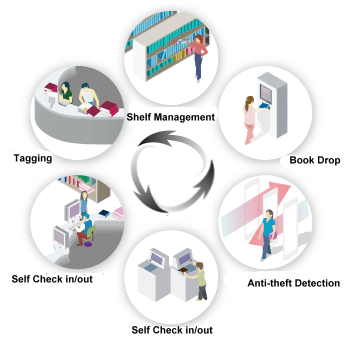 Shelf Management
Tagging
Book Drop
Self Check in/out
Anti-theft Detection
Self Check in/out